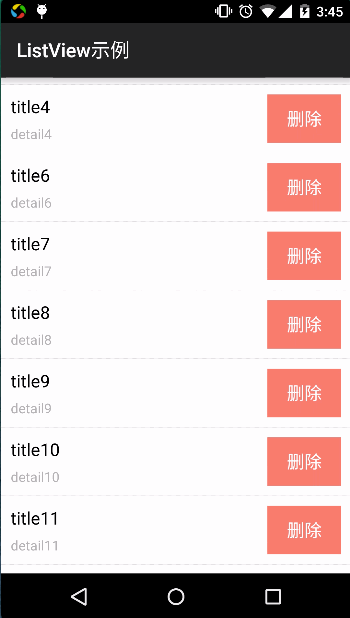 3:45
ListView示例
title4
删除
detail4
title6
删除
detail6
title7
删除
detail7
title8
删除
detail8
title9
删除
detail9
title10
删除
detail10
title11
删除
detail11